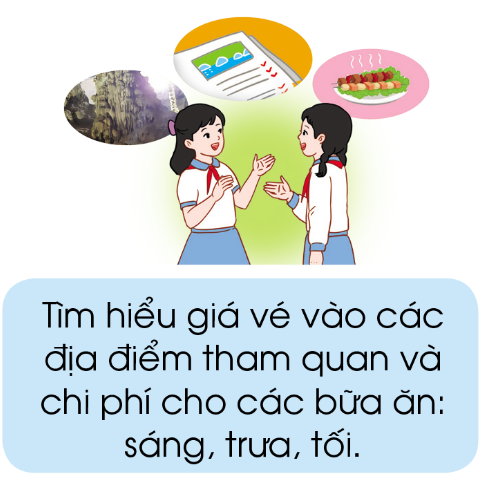 Tìm hiểu giá vé vào các
địa điểm tham quan và
chi phí cho các bữa ăn:
sáng, trưa, tối.